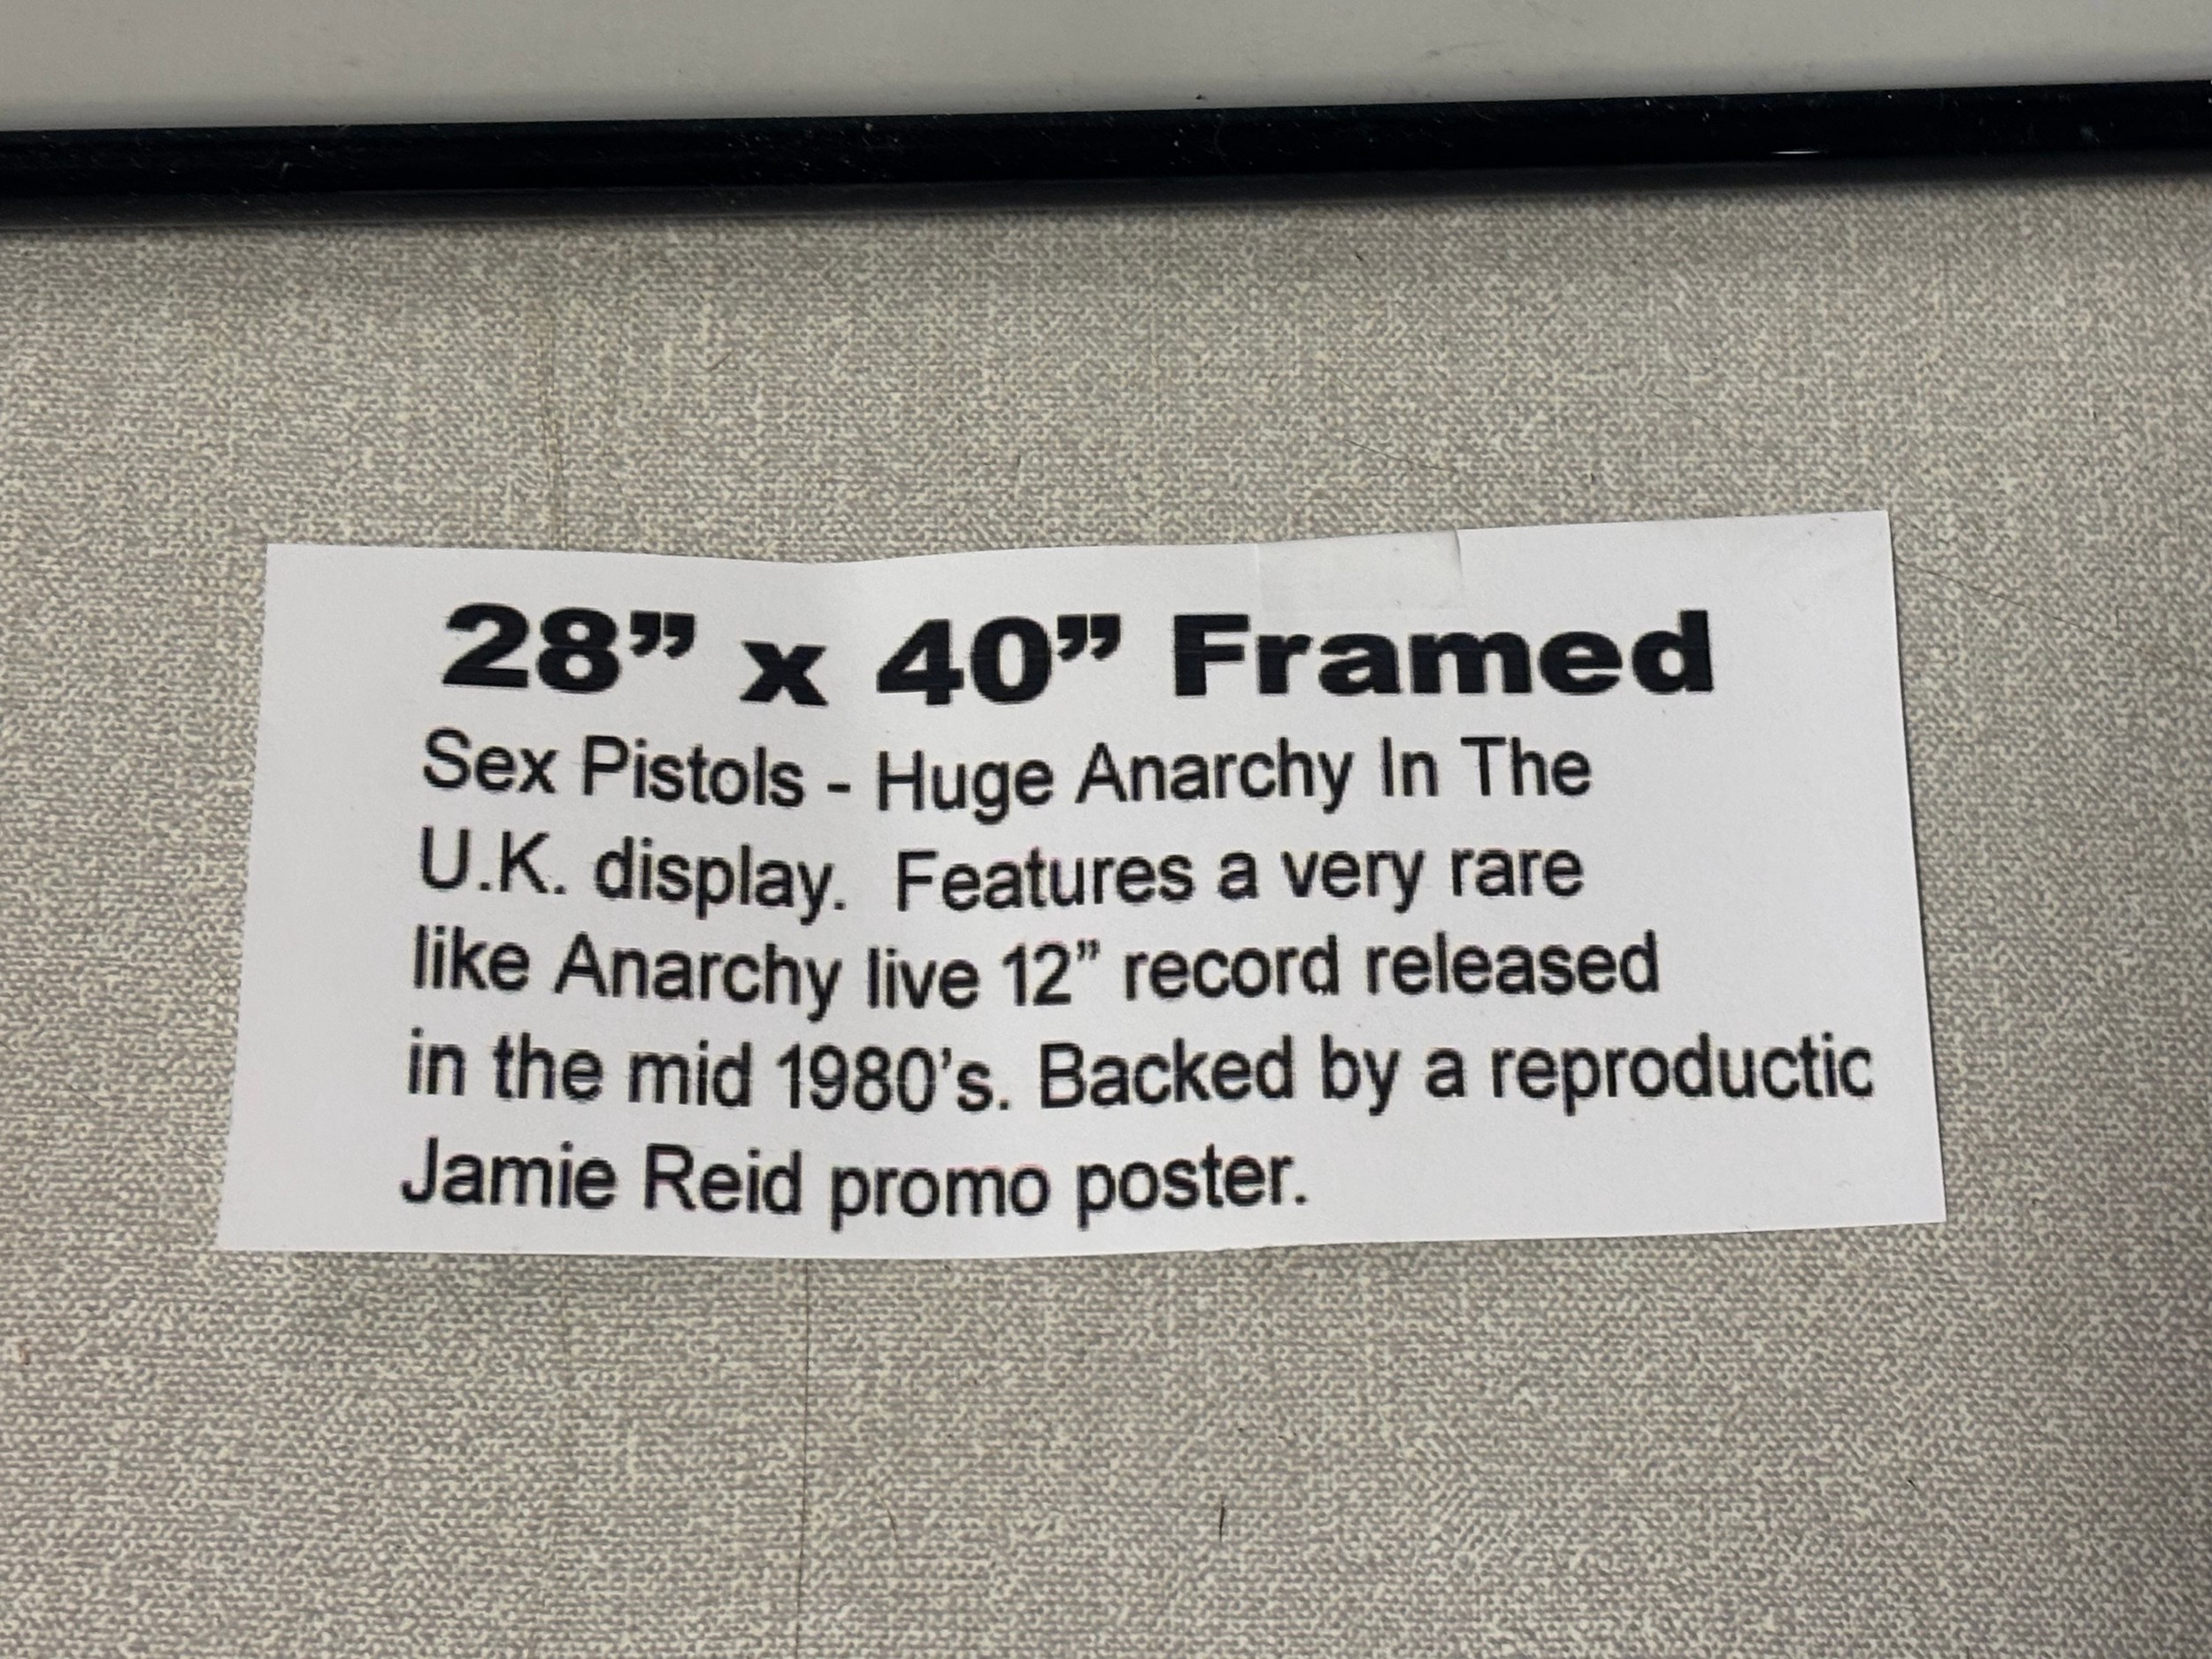 28” x 40” Framed
Sex Pistols - Huge Anarchy In The
U.K. display.  Features a very rare
like Anarchy live 12” record released
in the mid 1980’s. Backed by a reproductic
Jamie Reid promo poster.